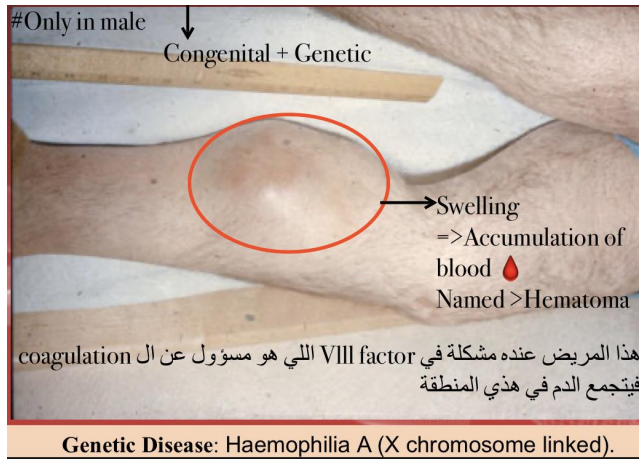 #Only in male
Congenital + Genetic
Swelling
=>Accumulation of
blood 🩸
Named >Hematoma
هذا المريض عنده مشكلة في VIII factor اللي هو مسؤول عن ال coagulation
فيتجمع الدم في هذي المنطقة
Genetic Disease: Haemophilia A (X chromosome linked).